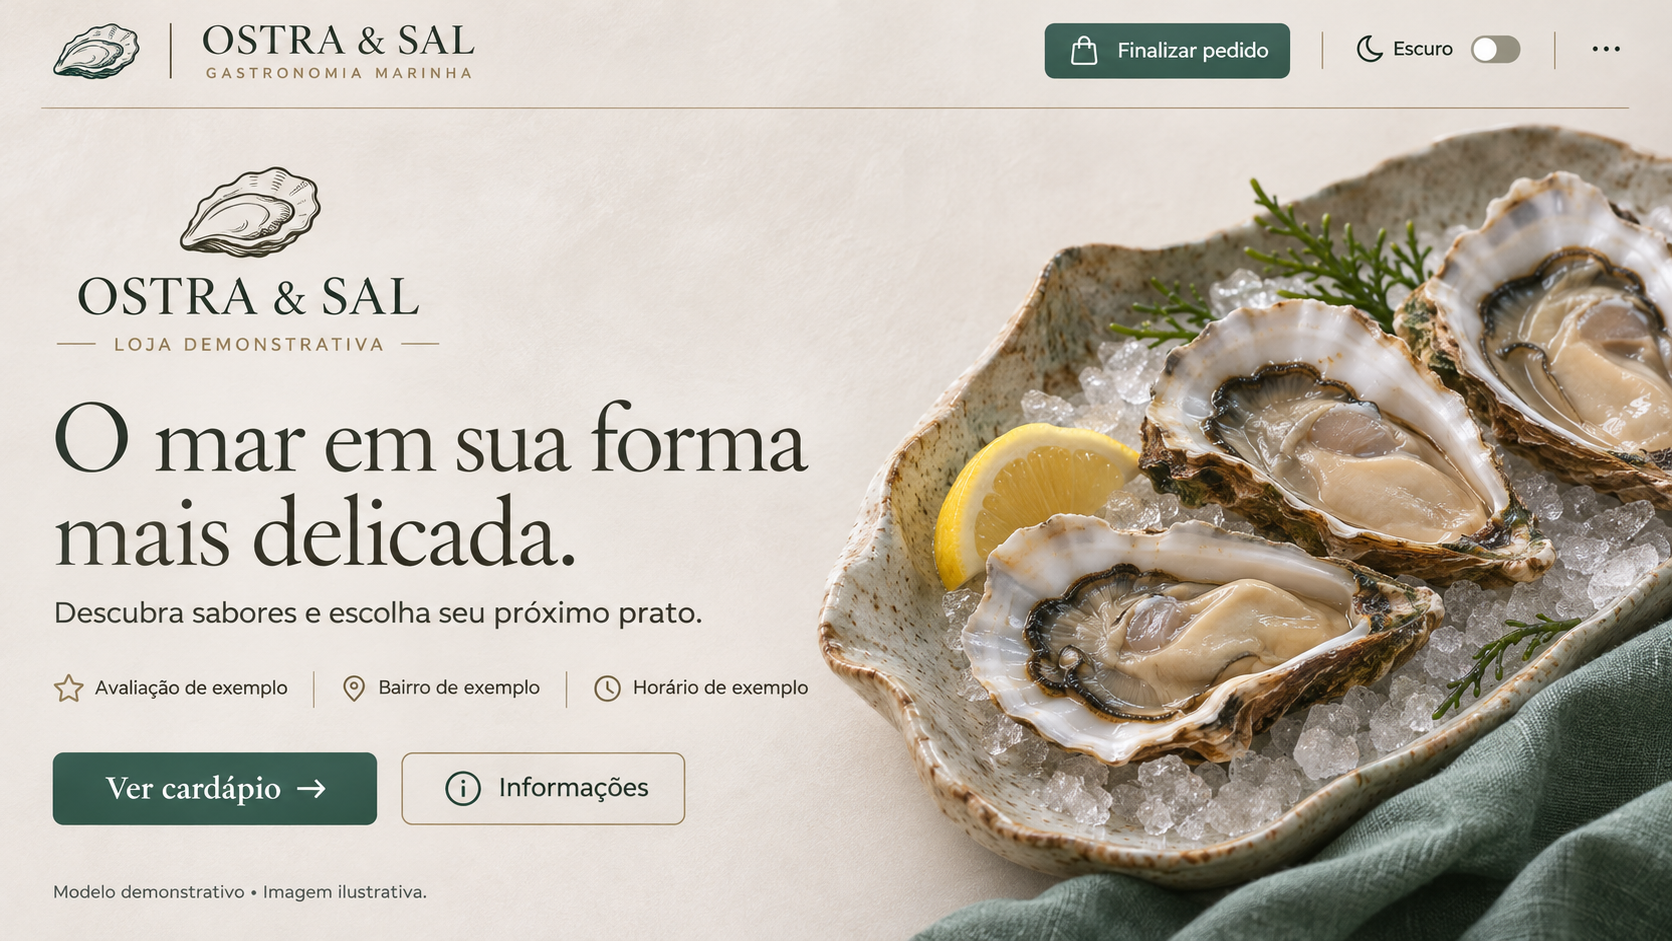 OSTRA & SAL
GASTRONOMIA MARINHA
Finalizar pedido
Escuro
OSTRA & SAL
LOJA DEMONSTRATIVA
O mar em sua forma
mais delicada.
Descubra sabores e escolha seu próximo prato.
Avaliação de exemplo
Bairro de exemplo
Horário de exemplo
Ver cardápio →
Informações
Modelo demonstrativo • Imagem ilustrativa.